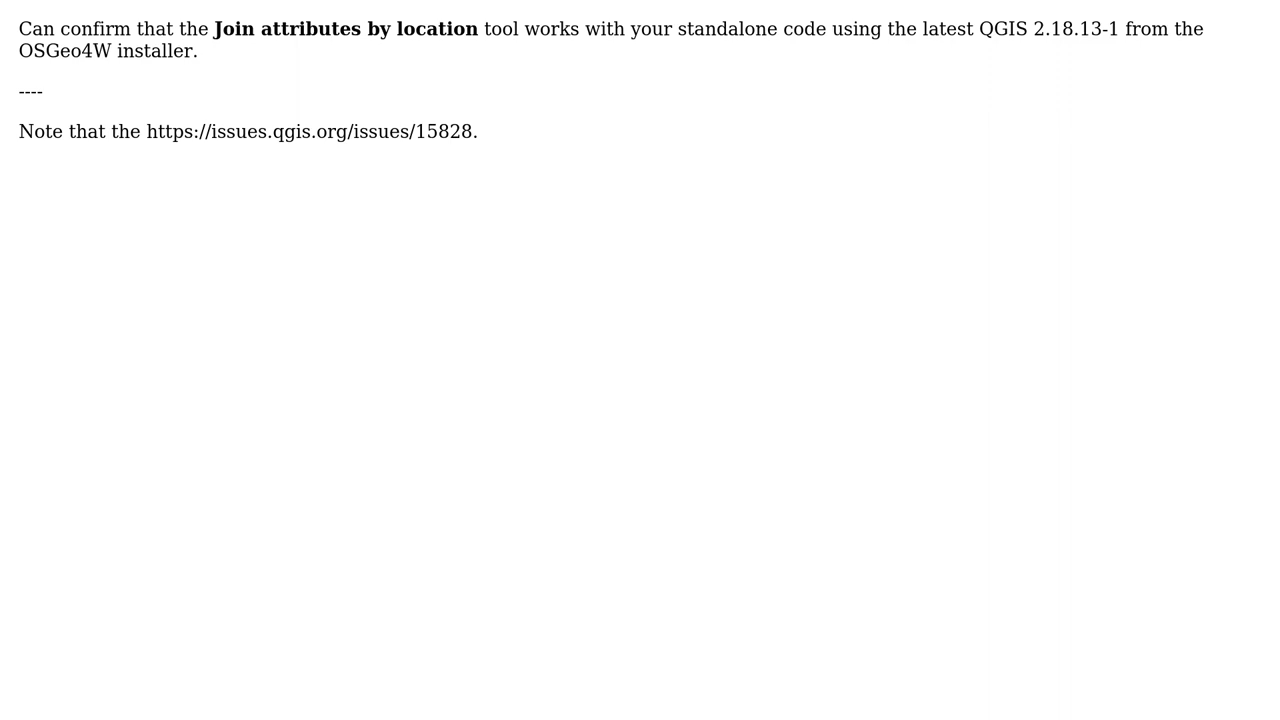 Can confirm that the Join attributes by location tool works with your standalone code using the latest QGIS 2.18.13-1 from the
OSGeo4W installer.
----
Note that the https://issues.qgis.org/issues/15828.